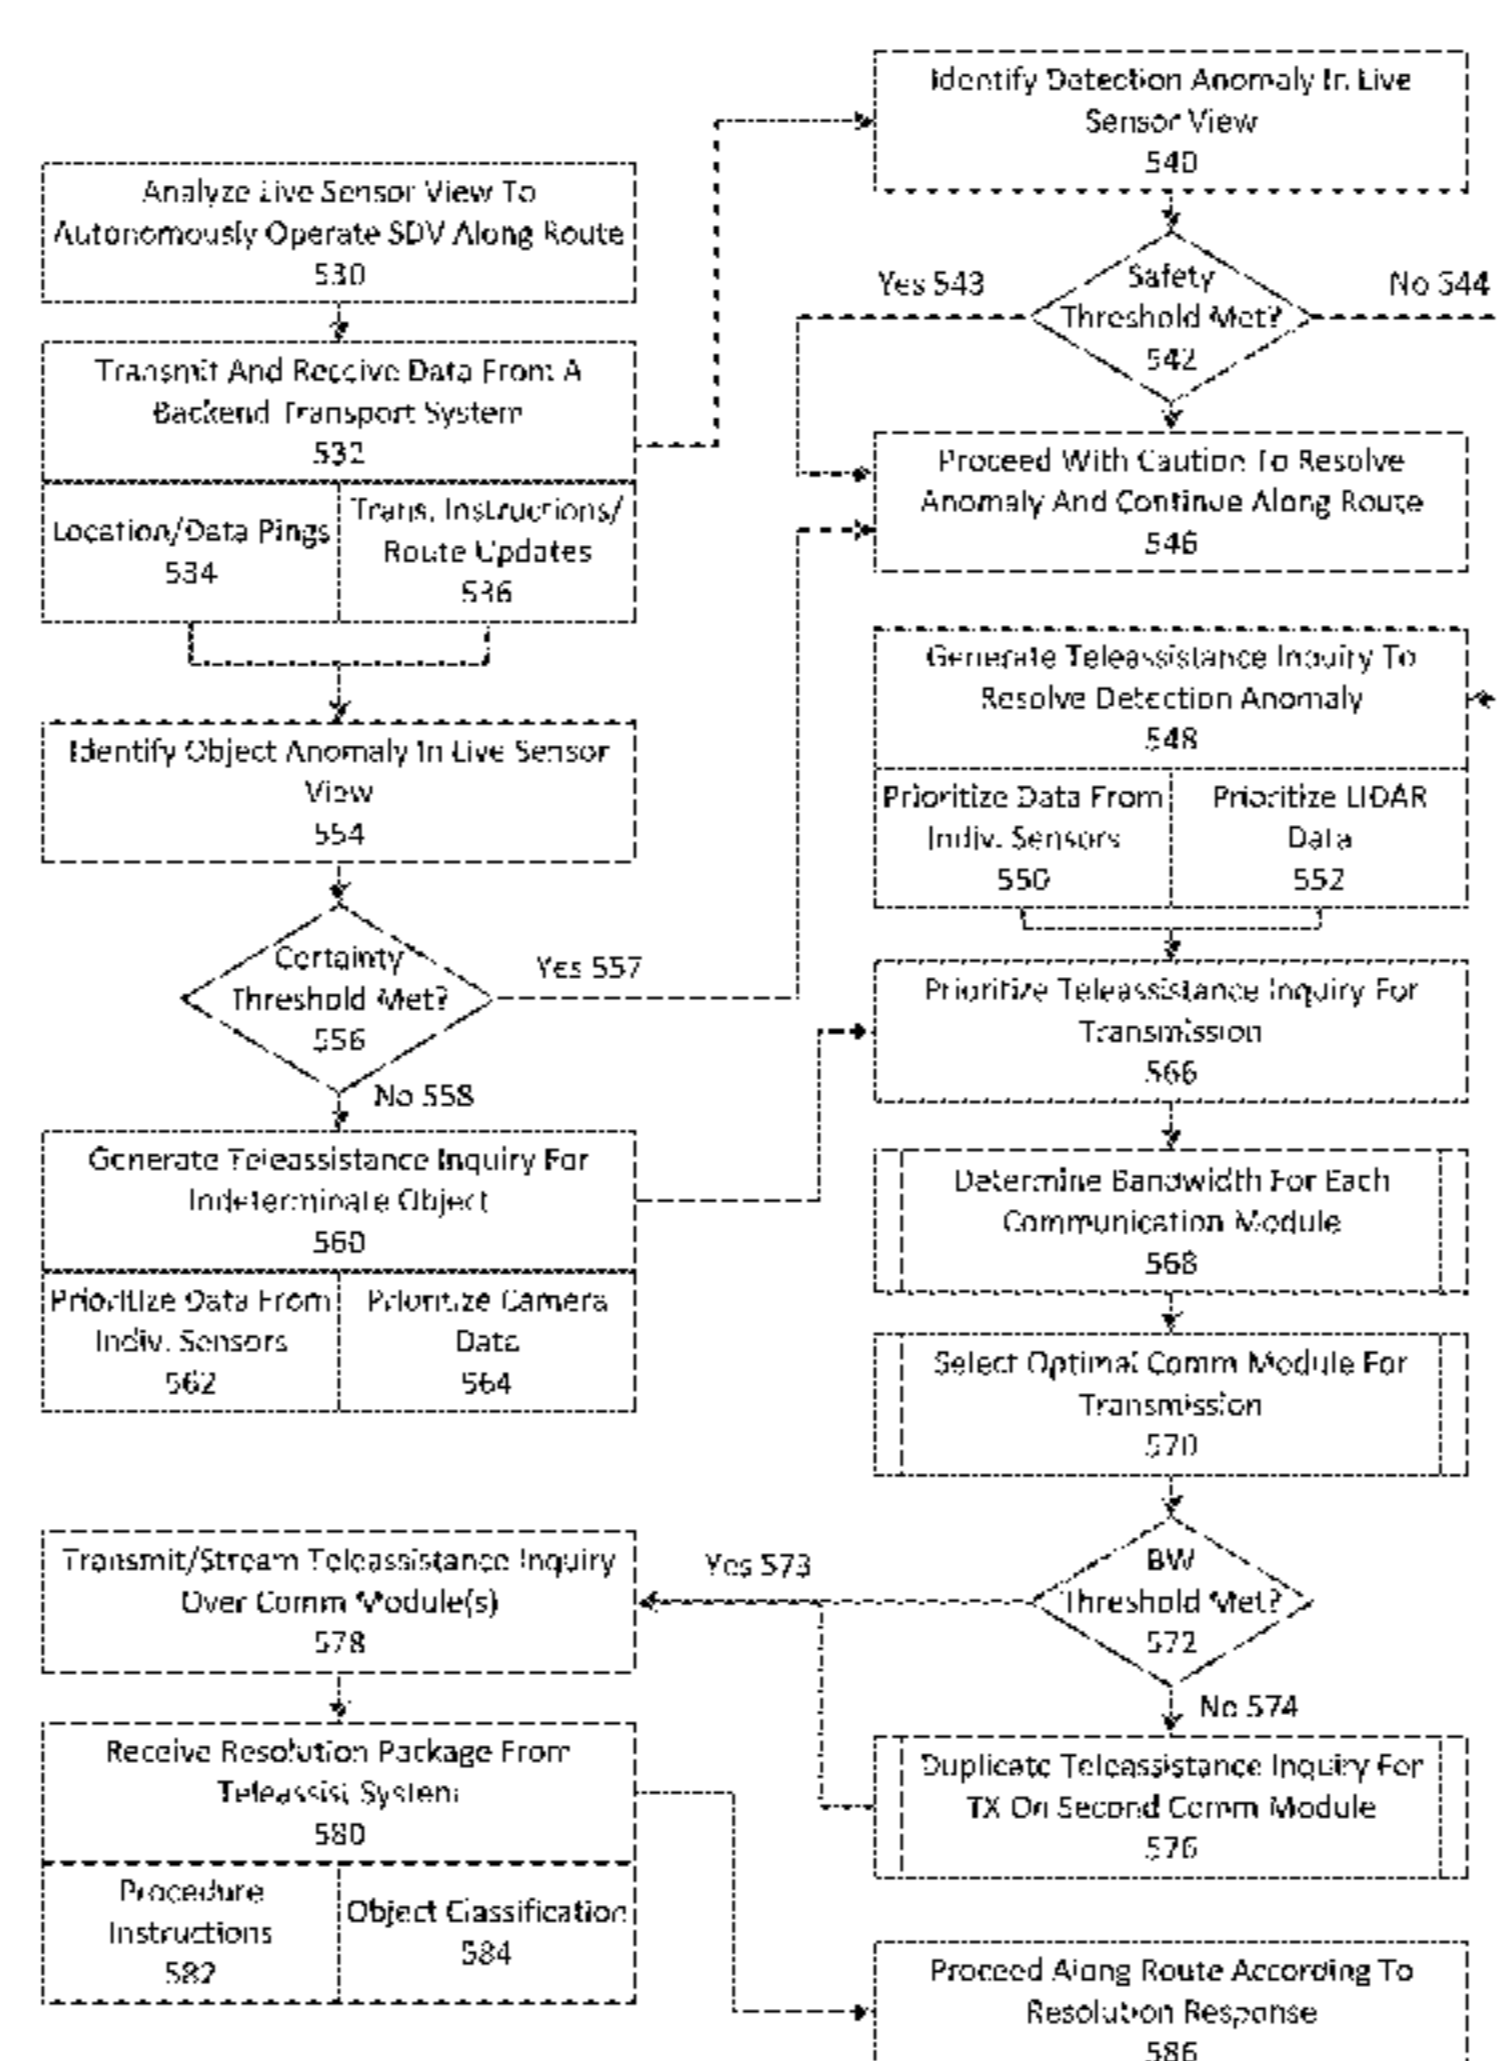 Analyze Live Sensor View To
Autonomously Operate SDV Along Route
530
Transmit And Receive Data From A
Backend Transport System
532
Location/Data Pings
534
Trans. Instructions/
Route Updates
536
Identify Object Anomaly In Live Sensor
View
554
Certainty
Threshold Met?
556
Yes 557
No 558
Generate Teleassistance Inquiry For
Indeterminate Object
560
Prioritize Data From
Indiv. Sensors
562
Prioritize Camera
Data
564
Identify Detection Anomaly In Live
Sensor View
540
Yes 543
Safety
Threshold Met?
542
No 544
Proceed With Caution To Resolve
Anomaly And Continue Along Route
546
Generate Teleassistance Inquiry To
Resolve Detection Anomaly
548
Prioritize Data From
Indiv. Sensors
550
Prioritize LIDAR
Data
552
Prioritize Teleassistance Inquiry For
Transmission
566
Determine Bandwidth For Each
Communication Module
568
Select Optimal Comm Module For
Transmission
570
BW
Threshold Met?
572
Yes 573
No 574
Duplicate Teleassistance Inquiry For
TX On Second Comm Module
576
Transmit/Stream Teleassistance Inquiry
Over Comm Module(s)
578
Receive Resolution Package From
Teleassist System
580
Procedure
Instructions
582
Object Classification
584
Proceed Along Route According To
Resolution Response
586